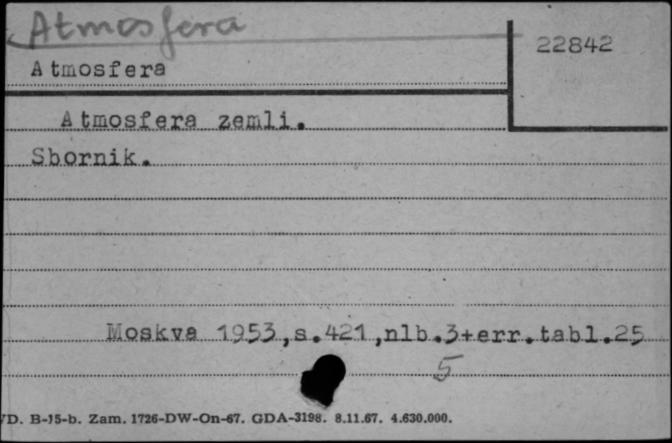 Atmosfera
22842
Atmosfera
Atmosfera zemli.
Sbornik.
Moskva 1953,s.421,nlb.3+err.tabl.25
5
VD. B-15-b. Zam. 1726-DW-On-67. GDA-3198. 8.11.67. 4.630.000.